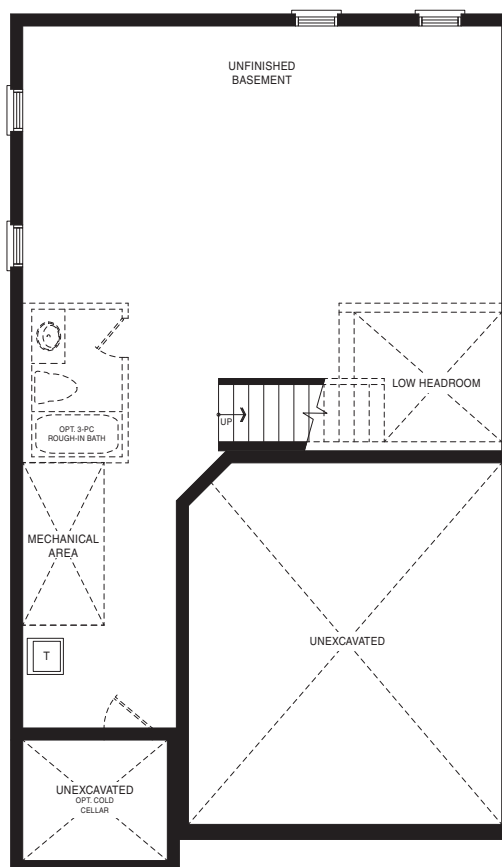 UNFINISHED
BASEMENT
LOW HEADROOM
UP
OPT. 3-PC
ROUGH-IN BATH
MECHANICAL
AREA
UNEXCAVATED
T
UNEXCAVATED
OPT. COLD
CELLAR